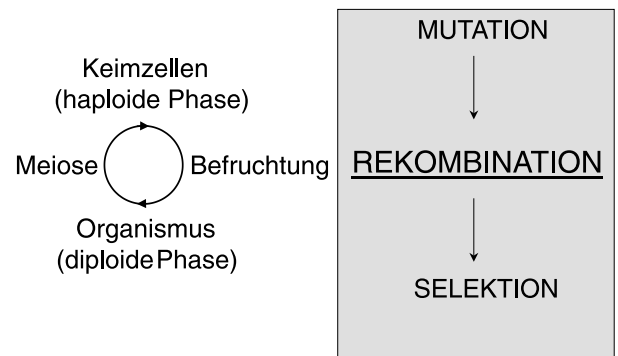 Keimzellen
(haploide Phase)
Meiose
Befruchtung
Organismus
(diploide Phase)
MUTATION
REKOMBINATION
SELEKTION